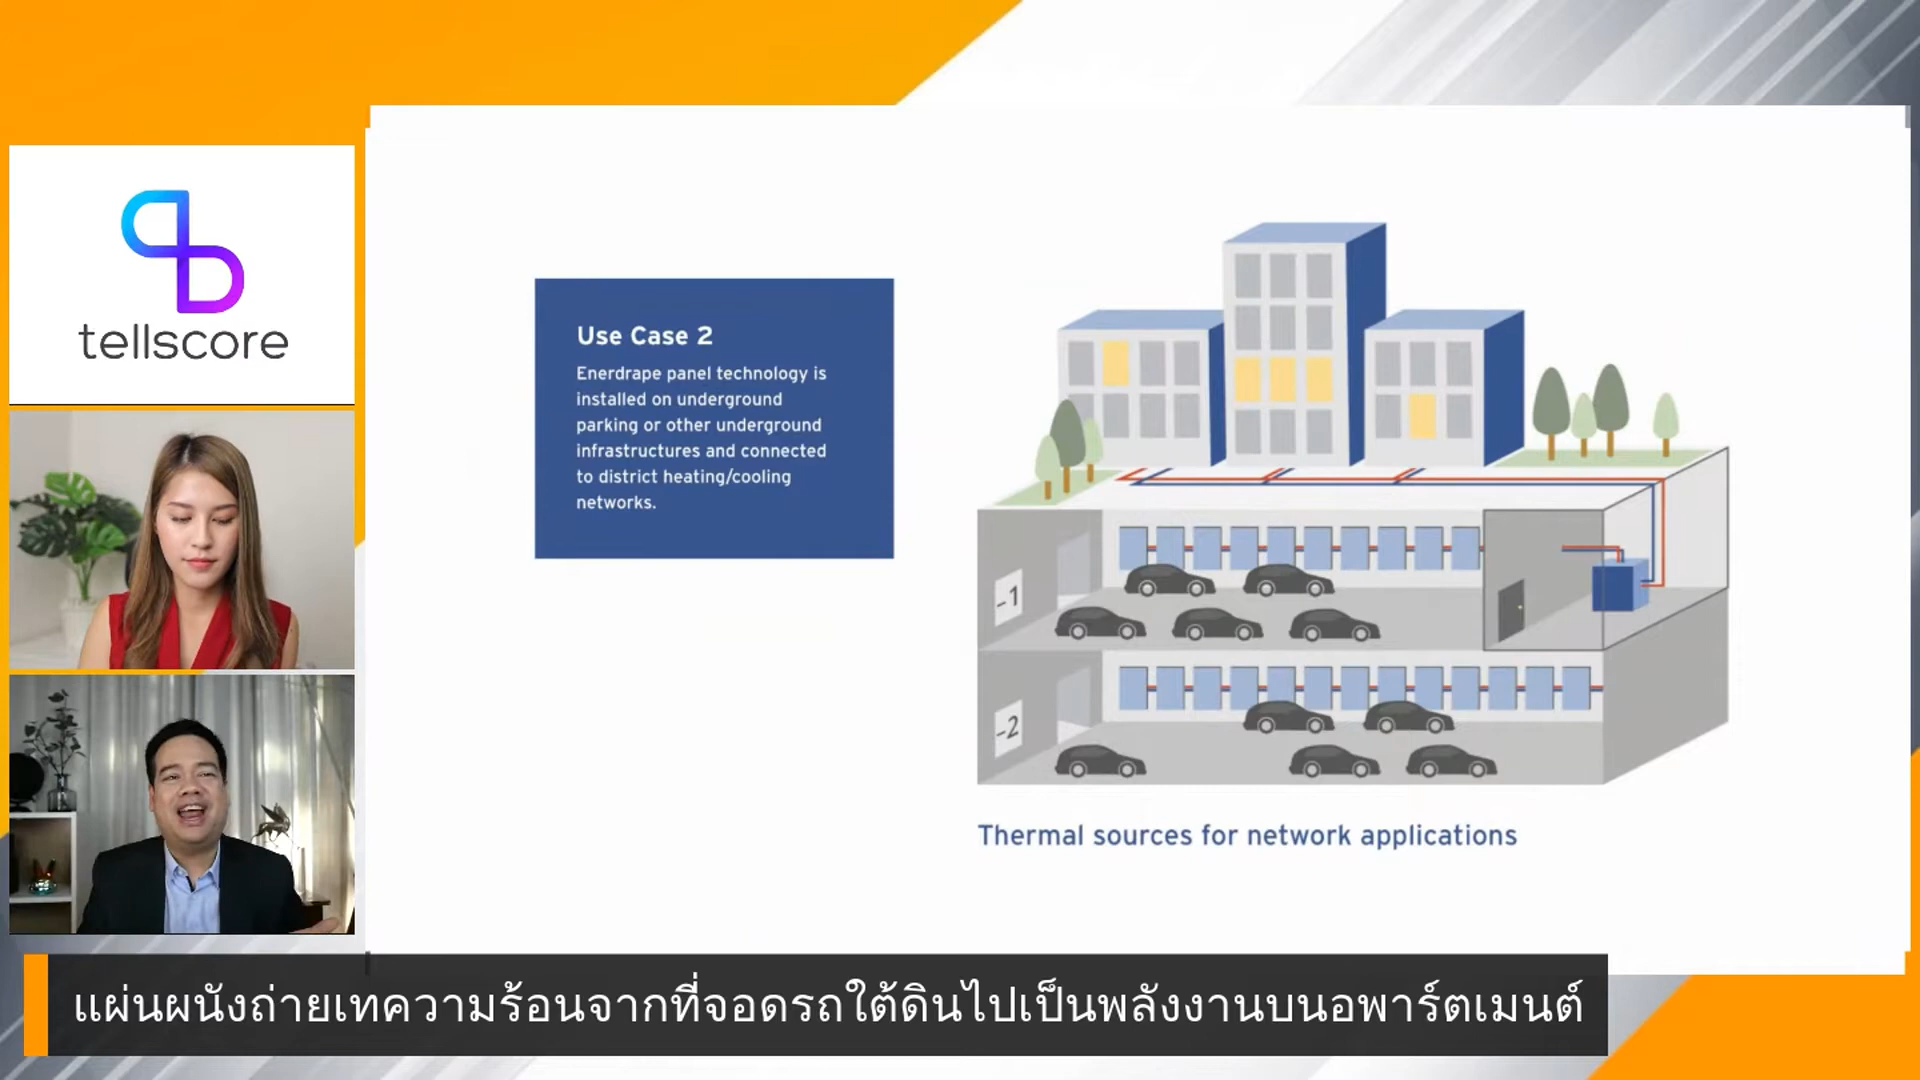 tellscore
Use Case 2
Enerdrape panel technology is
installed on underground
parking or other underground
infrastructures and connected
to district heating/cooling
networks.
-1
-2
Thermal sources for network applications
แผ่นผนังถ่ายเทความร้อนจากที่จอดรถใต้ดินไปเป็นพลังงานบนอพาร์ตเมนต์